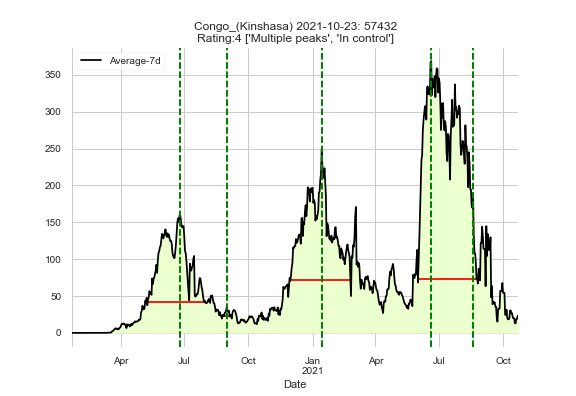 Congo_(Kinshasa) 2021-10-23: 57432
Rating:4 ['Multiple peaks', 'In control']
Average-7d
350
300
250
200
150
100
50
0
Apr
Jul
Oct
Jan
2021
Apr
Jul
Oct
Date